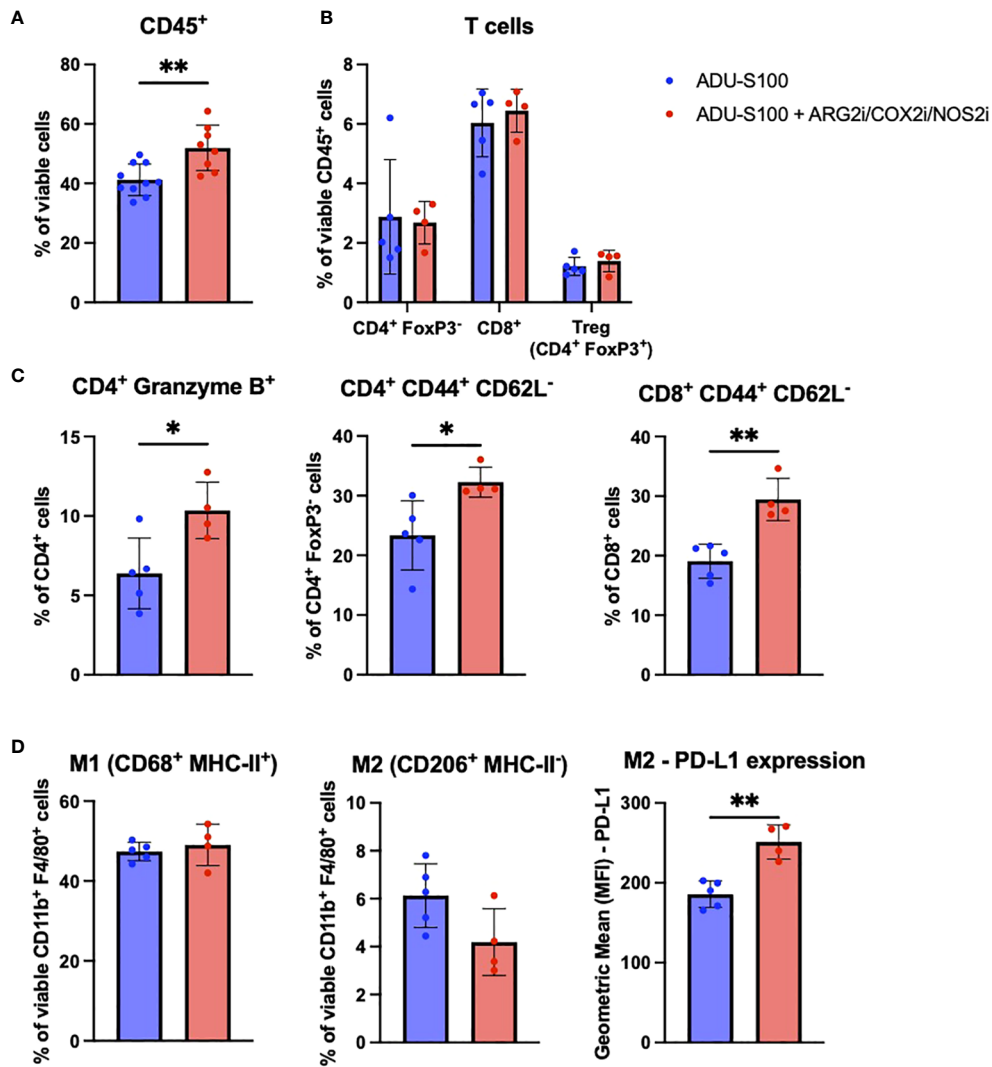 A
CD45+
% of viable cells
80
60
40
20
0
**
B
T cells
% of viable CD45+ cells
8
6
4
2
0
CD4+ FoxP3-
CD8+
Treg
(CD4+ FoxP3+)
ADU-S100
ADU-S100 + ARG2i/COX2i/NOS2i
C
CD4+ Granzyme B+
% of CD4+ cells
15
10
5
0
*
CD4+ CD44+ CD62L-
% of CD4+ FoxP3- cells
40
30
20
10
0
*
CD8+ CD44+ CD62L-
% of CD8+ cells
40
30
20
10
0
**
D
M1 (CD68+ MHC-II+)
% of viable CD11b+ F4/80+ cells
60
40
20
0
M2 (CD206+ MHC-II-)
% of viable CD11b+ F4/80+ cells
10
8
6
4
2
0
M2 - PD-L1 expression
Geometric Mean (MFI) - PD-L1
300
200
100
0
**